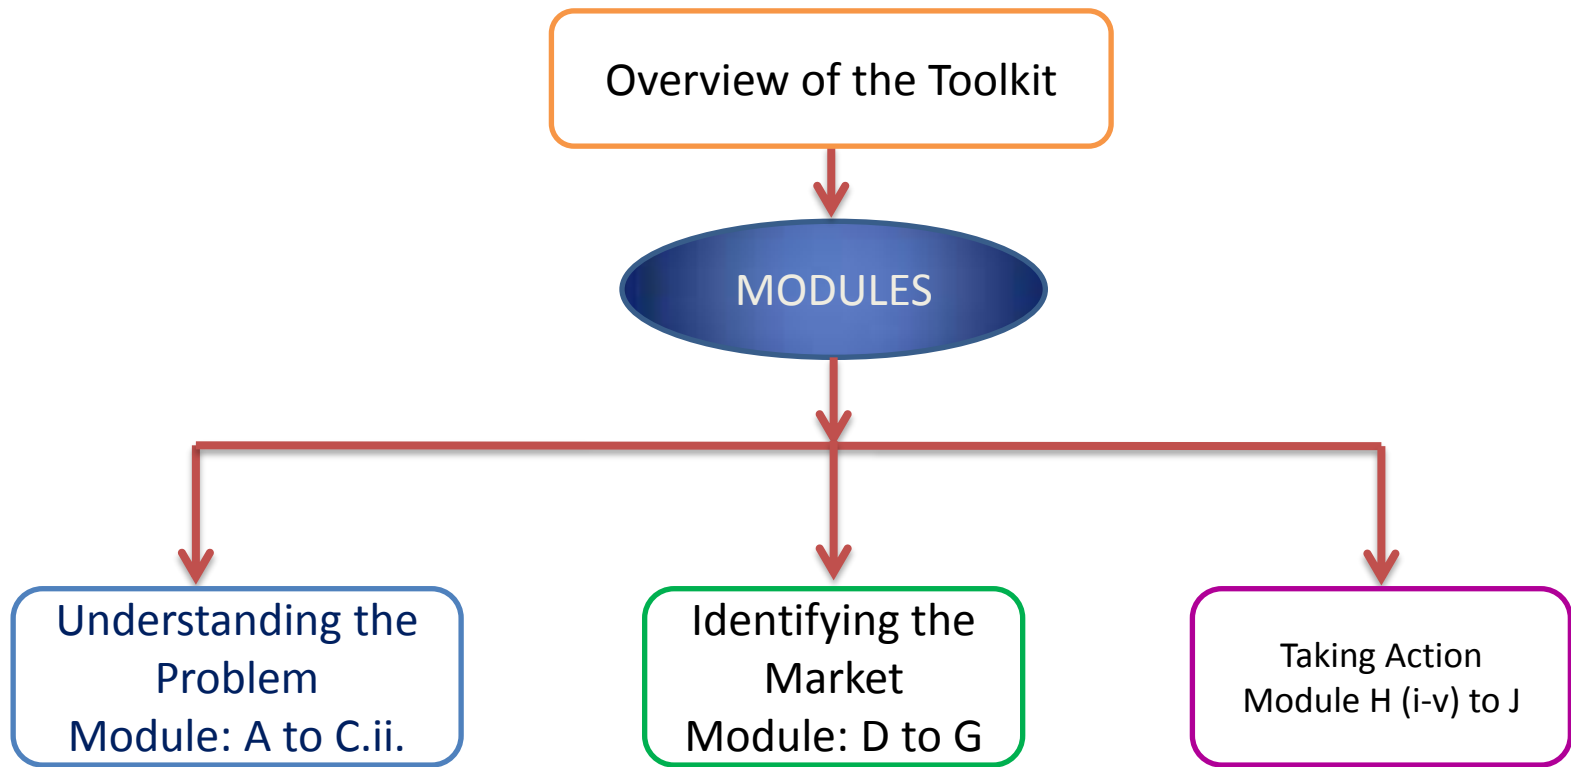 Overview of the Toolkit
MODULES
Understanding the
Problem
Module: A to C.ii.
Identifying the
Market
Module: D to G
Taking Action
Module H (i-v) to J